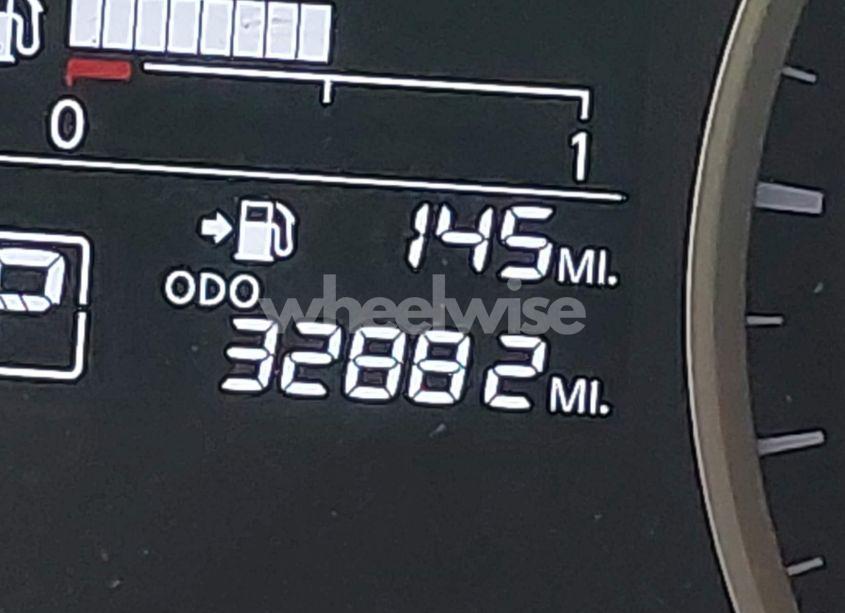 0 1
145 MI.
ODO
wheelwise
32882 MI.